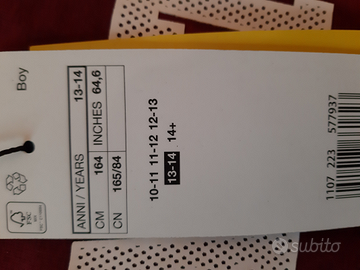 Boy
ANNI / YEARS 13-14
CM 164 INCHES 64,6
CN 165/84
10-11 11-12 12-13
13-14 14+
1107 223 577937
FSC
subito